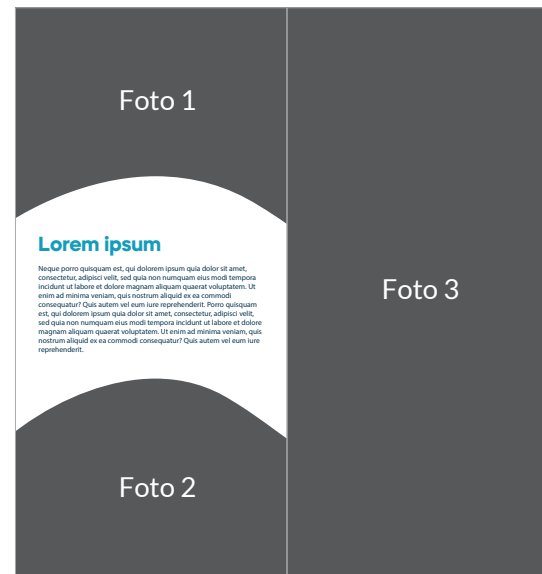 Foto 1
Lorem ipsum
Neque porro quisquam est, qui dolorem ipsum quia dolor sit amet,
consectetur, adipisci velit, sed quia non numquam eius modi tempora
incidunt ut labore et dolore magnam aliquam quaerat voluptatem. Ut
enim ad minima veniam, quis nostrum aliquid ex ea commodi
consequatur? Quis autem vel eum iure reprehenderit. Porro quisquam
est, qui dolorem ipsum quia dolor sit amet, consectetur, adipisci velit,
sed quia non numquam eius modi tempora incidunt ut labore et dolore
magnam aliquam quaerat voluptatem. Ut enim ad minima veniam, quis
nostrum aliquid ex ea commodi consequatur? Quis autem vel eum iure
reprehenderit.
Foto 2
Foto 3